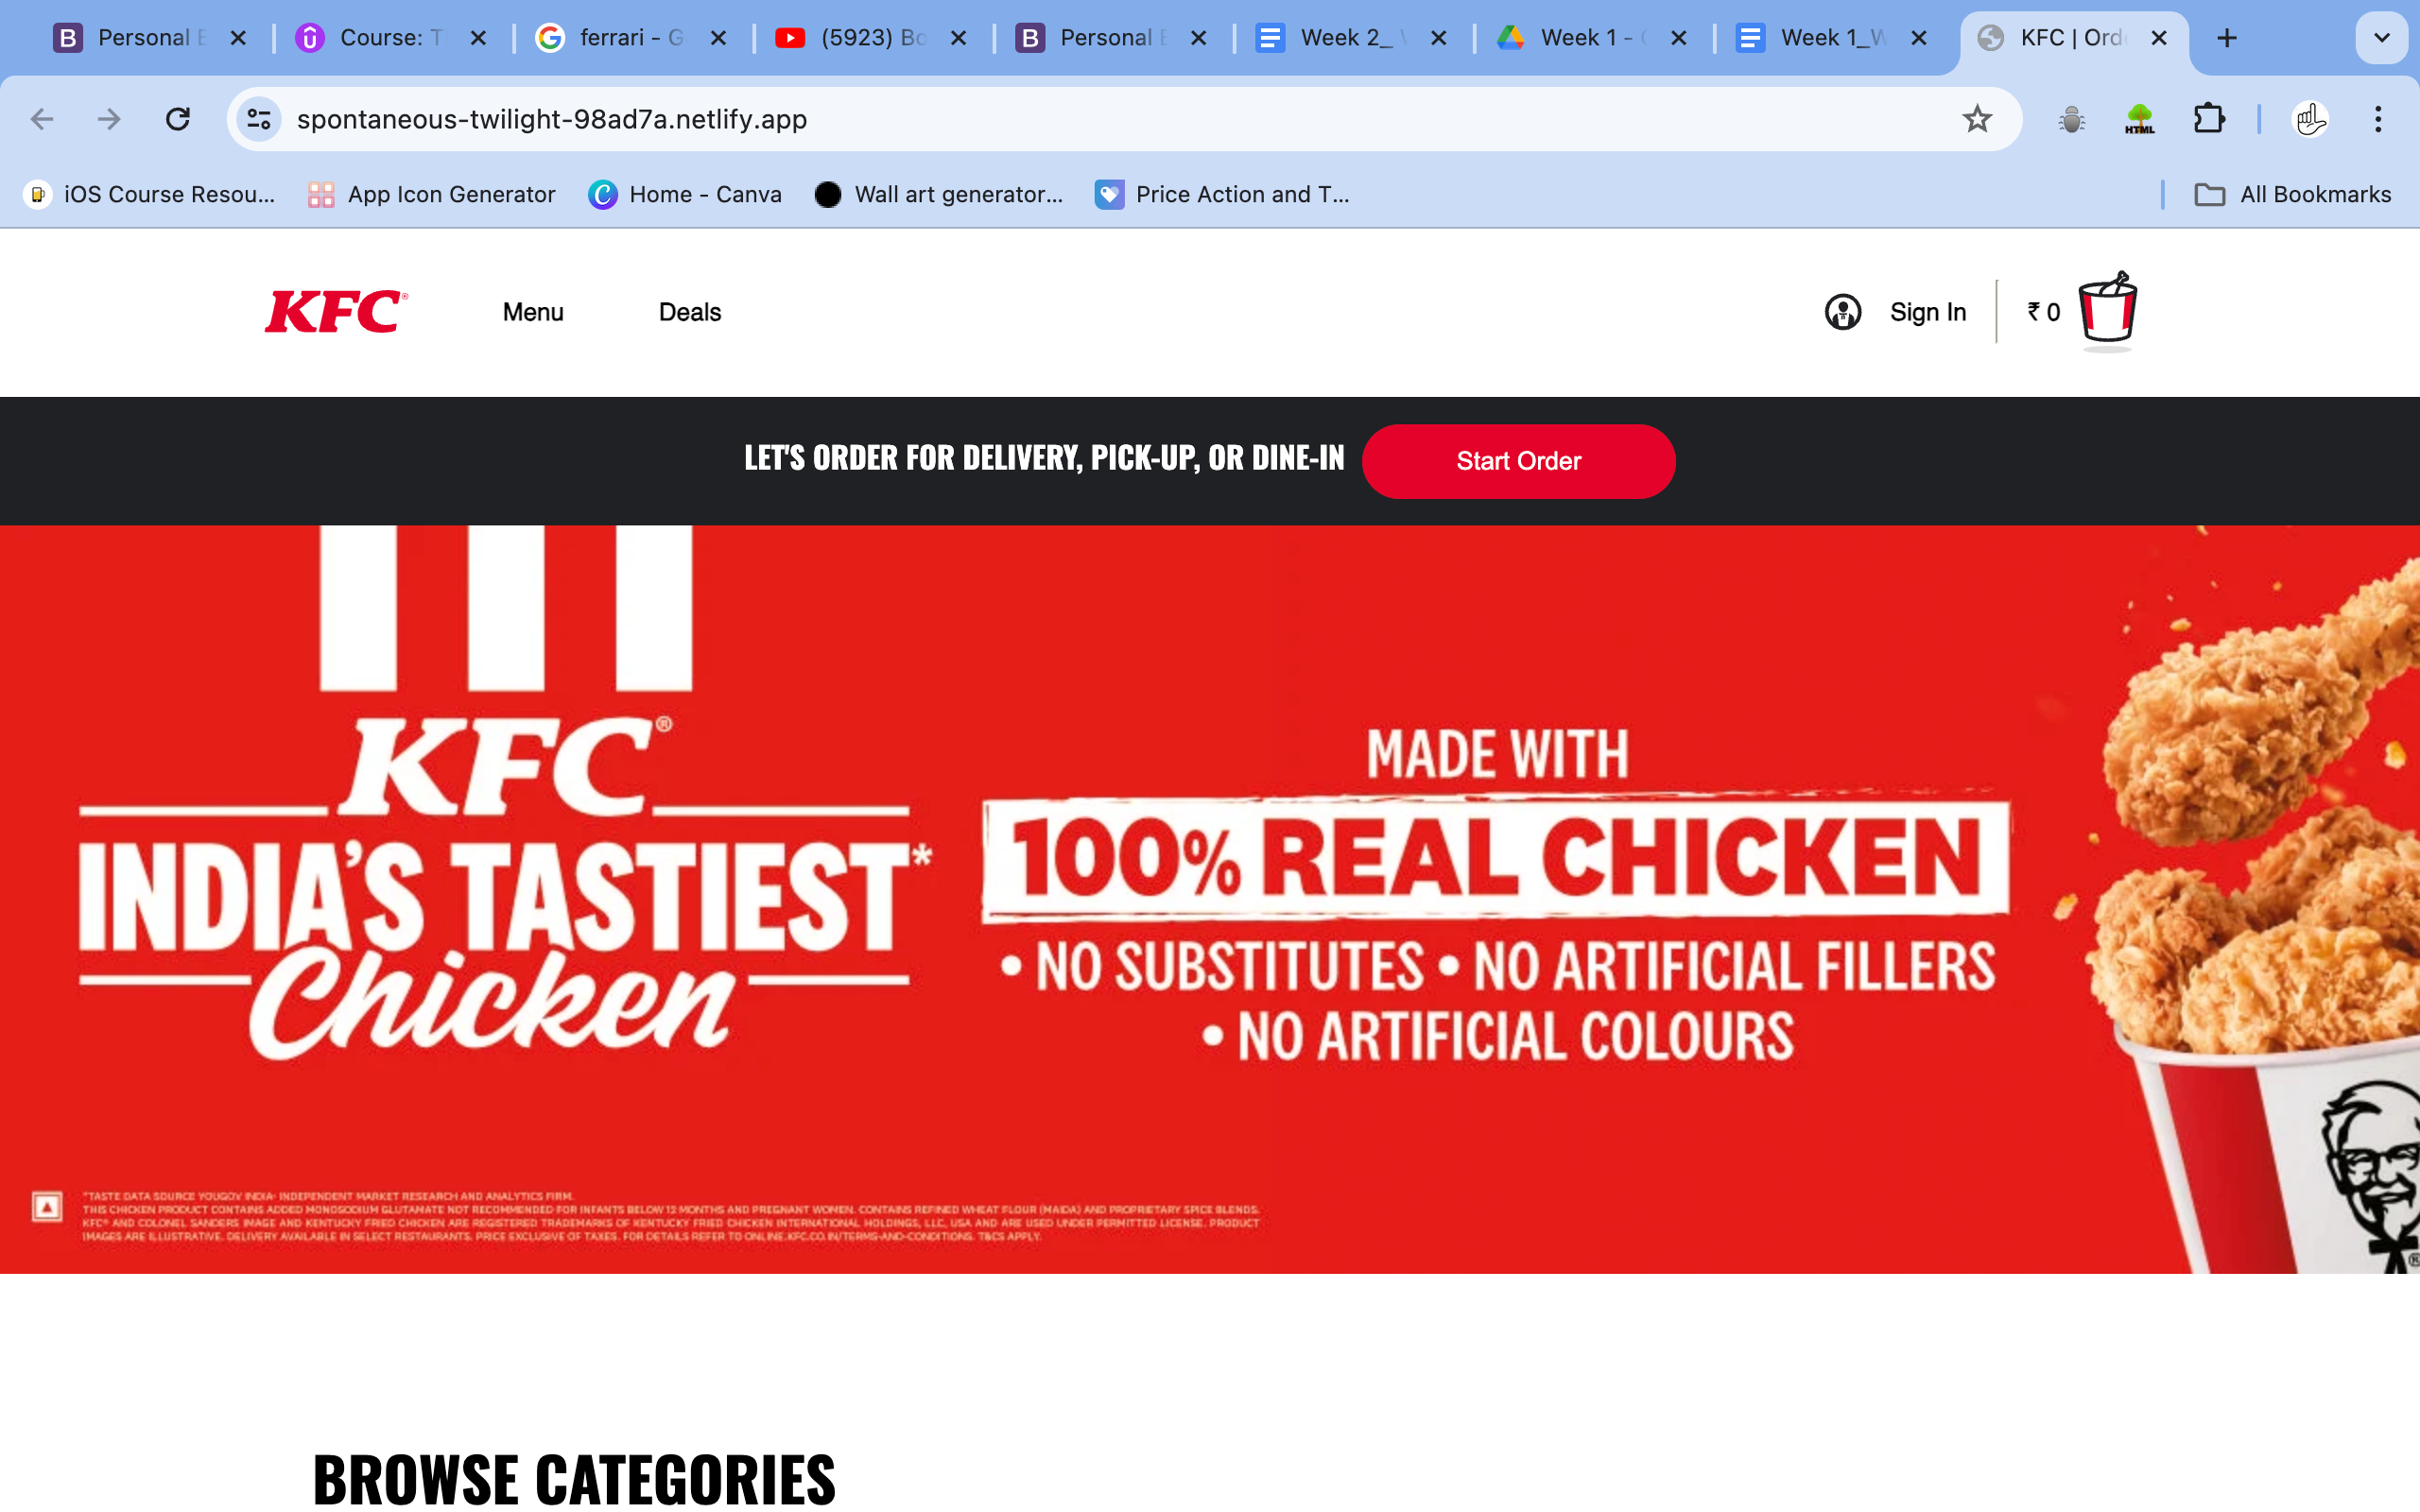 Personal
Course: T
ferrari - G
(5923) Bo
Personal
Week 2_
Week 1 -
Week 1_W
KFC | Ord
spontaneous-twilight-98ad7a.netlify.app
HTML
iOS Course Resou...
App Icon Generator
Home - Canva
Wall art generator...
Price Action and T...
All Bookmarks
KFC®
Menu
Deals
Sign In
₹ 0
LET'S ORDER FOR DELIVERY, PICK-UP, OR DINE-IN
Start Order
KFC®
INDIA'S TASTIEST*
Chicken
MADE WITH
100% REAL CHICKEN
• NO SUBSTITUTES • NO ARTIFICIAL FILLERS
• NO ARTIFICIAL COLOURS
*TASTE DATA SOURCE YOUGOV INDIA- INDEPENDENT MARKET RESEARCH AND ANALYTICS FIRM.
THIS CHICKEN PRODUCT CONTAINS ADDED MONOSODIUM GLUTAMATE NOT RECOMMENDED FOR INFANTS BELOW 12 MONTHS AND PREGNANT WOMEN. CONTAINS REFINED WHEAT FLOUR (MAIDA) AND PROPRIETARY SPICE BLENDS.
KFC® AND COLONEL SANDERS IMAGE AND KENTUCKY FRIED CHICKEN ARE REGISTERED TRADEMARKS OF KENTUCKY FRIED CHICKEN INTERNATIONAL HOLDINGS, LLC, USA AND ARE USED UNDER PERMITTED LICENSE. PRODUCT
IMAGES ARE ILLUSTRATIVE. DELIVERY AVAILABLE IN SELECT RESTAURANTS. PRICE EXCLUSIVE OF TAXES. FOR DETAILS REFER TO ONLINE.KFC.CO.IN/TERMS-AND-CONDITIONS. T&CS APPLY.
BROWSE CATEGORIES